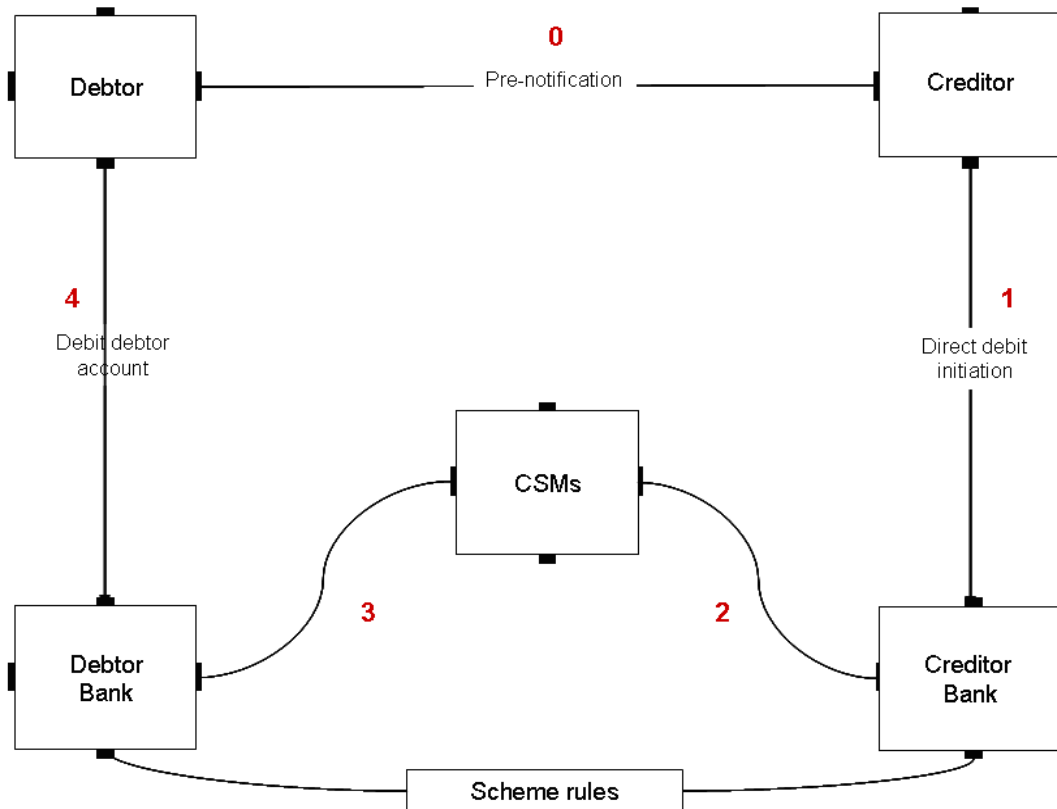 0
Debtor
Pre-notification
Creditor
4
1
Debit debtor
account
Direct debit
initiation
CSMs
3
2
Debtor
Bank
Creditor
Bank
Scheme rules